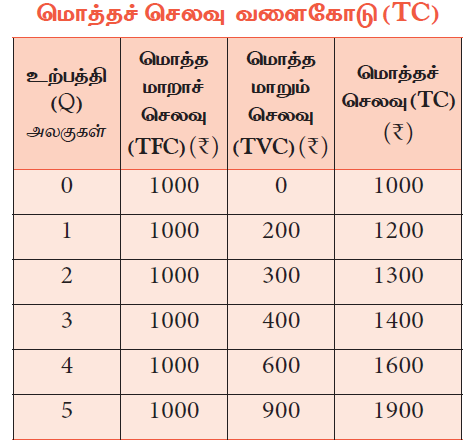 மொத்தச் செலவு வளைகோடு (TC)
உற்பத்தி (Q) அலகுகள் | மொத்த மாறாச் செலவு (TFC) (₹) | மொத்த மாறும் செலவு (TVC) (₹) | மொத்தச் செலவு (TC) (₹)
0 1000 0 1000
1 1000 200 1200
2 1000 300 1300
3 1000 400 1400
4 1000 600 1600
5 1000 900 1900